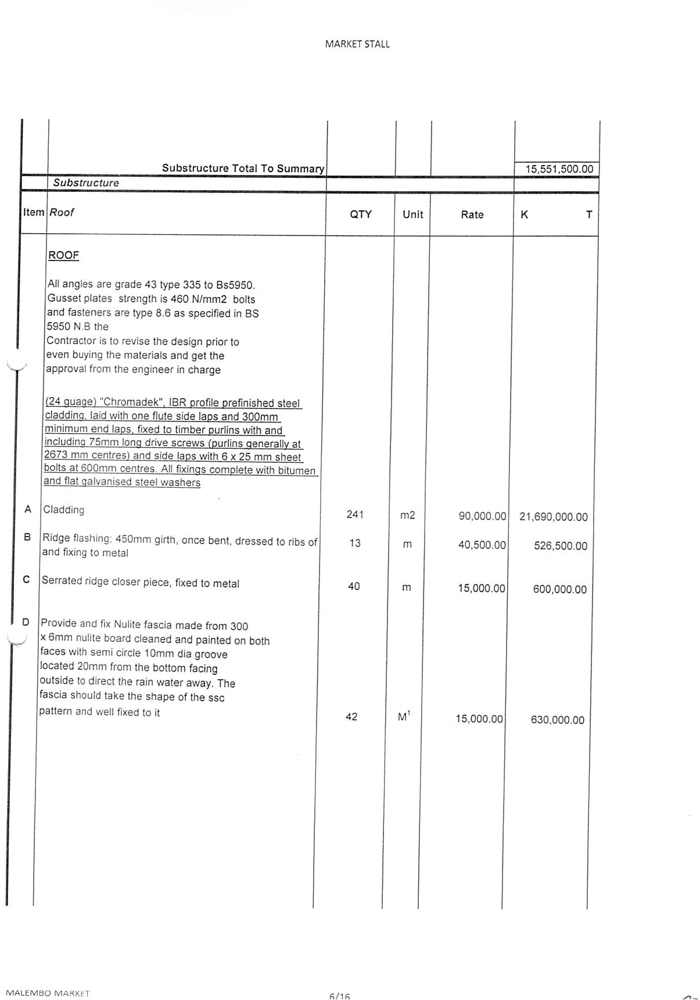 MARKET STALL
Substructure Total To Summary 15,551,500.00
Substructure
Item Roof QTY Unit Rate K T
ROOF
All angles are grade 43 type 335 to Bs5950.
Gusset plates strength is 460 N/mm2 bolts
and fasteners are type 8.6 as specified in BS
5950 N.B the
Contractor is to revise the design prior to
even buying the materials and get the
approval from the engineer in charge
(24 guage) "Chromadek", IBR profile prefinished steel
cladding, laid with one flute side laps and 300mm
minimum end laps, fixed to timber purlins with and
including 75mm long drive screws (purlins generally at
2673 mm centres) and side laps with 6 x 25 mm sheet
bolts at 600mm centres. All fixings complete with bitumen
and flat galvanised steel washers
A Cladding 241 m2 90,000.00 21,690,000.00
B Ridge flashing; 450mm girth, once bent, dressed to ribs of 13 m 40,500.00 526,500.00
and fixing to metal
C Serrated ridge closer piece, fixed to metal 40 m 15,000.00 600,000.00
D Provide and fix Nulite fascia made from 300
x 6mm nulite board cleaned and painted on both
faces with semi circle 10mm dia groove
located 20mm from the bottom facing
outside to direct the rain water away. The
fascia should take the shape of the ssc
pattern and well fixed to it 42 M¹ 15,000.00 630,000.00
MALEMBO MARKET 6/16